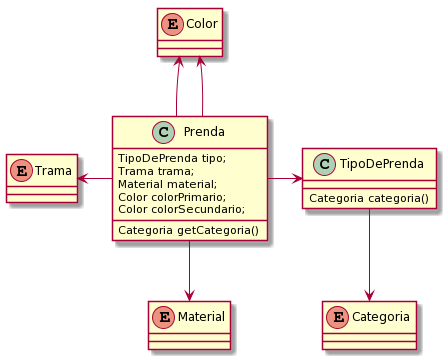 E Color
C Prenda
TipoDePrenda tipo;
Trama trama;
Material material;
Color colorPrimario;
Color colorSecundario;
Categoria getCategoria()
E Trama
C TipoDePrenda
Categoria categoria()
E Material
E Categoria